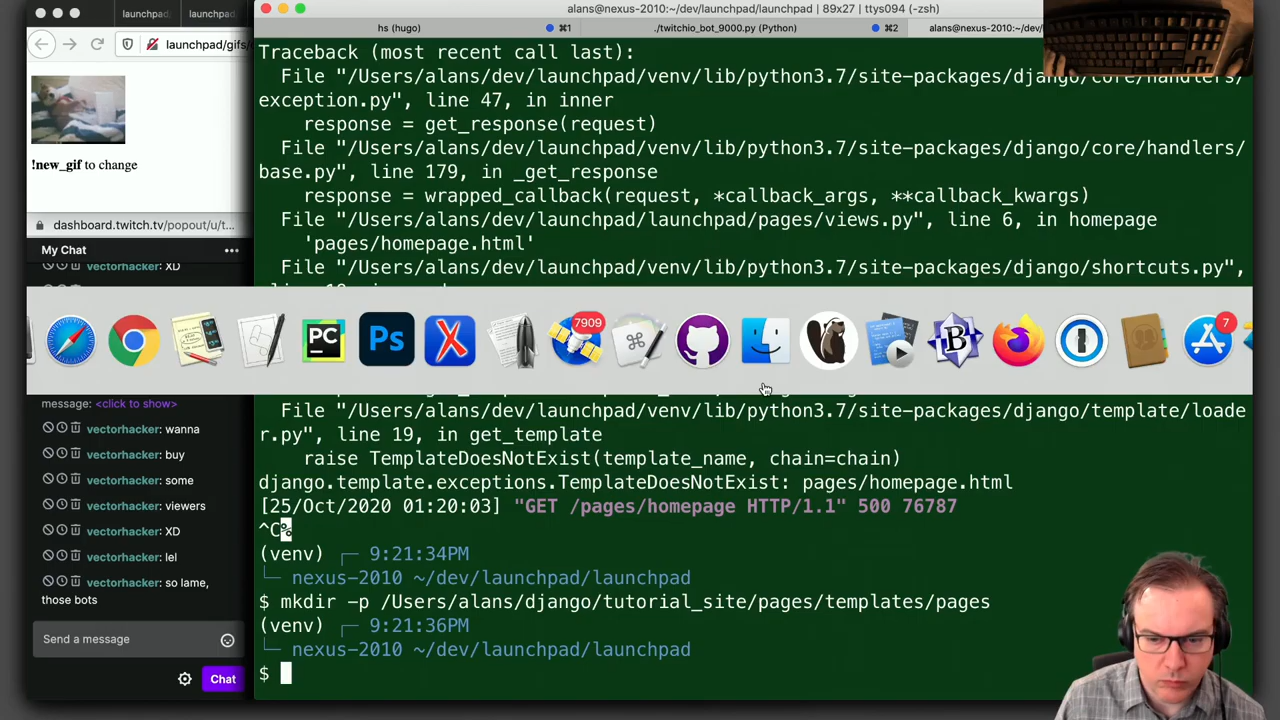 launchpad
launchpad
launchpad/gifs/
!new_gif to change
dashboard.twitch.tv/popout/u/t...
My Chat
vectorhacker: XD
message: <click to show>
vectorhacker: wanna
vectorhacker: buy
vectorhacker: some
vectorhacker: viewers
vectorhacker: XD
vectorhacker: lel
vectorhacker: so lame,
those bots
Send a message
Chat
alans@nexus-2010:~/dev/launchpad/launchpad | 89x27 | ttys094 (-zsh)
hs (hugo) ⌘1
./twitchio_bot_9000.py (Python) ⌘2
alans@nexus-2010:~/dev/la
Traceback (most recent call last):
File "/Users/alans/dev/launchpad/venv/lib/python3.7/site-packages/django/core/handlers/
exception.py", line 47, in inner
response = get_response(request)
File "/Users/alans/dev/launchpad/venv/lib/python3.7/site-packages/django/core/handlers/
base.py", line 179, in _get_response
response = wrapped_callback(request, *callback_args, **callback_kwargs)
File "/Users/alans/dev/launchpad/launchpad/pages/views.py", line 6, in homepage
'pages/homepage.html'
File "/Users/alans/dev/launchpad/venv/lib/python3.7/site-packages/django/shortcuts.py",
PC
Ps
X
7909
⌘
B
7
File "/Users/alans/dev/launchpad/venv/lib/python3.7/site-packages/django/template/loade
r.py", line 19, in get_template
raise TemplateDoesNotExist(template_name, chain=chain)
django.template.exceptions.TemplateDoesNotExist: pages/homepage.html
[25/Oct/2020 01:20:03] "GET /pages/homepage HTTP/1.1" 500 76787
^C%
(venv) ┌─ 9:21:34PM
└─ nexus-2010 ~/dev/launchpad/launchpad
$ mkdir -p /Users/alans/django/tutorial_site/pages/templates/pages
(venv) ┌─ 9:21:36PM
└─ nexus-2010 ~/dev/launchpad/launchpad
$